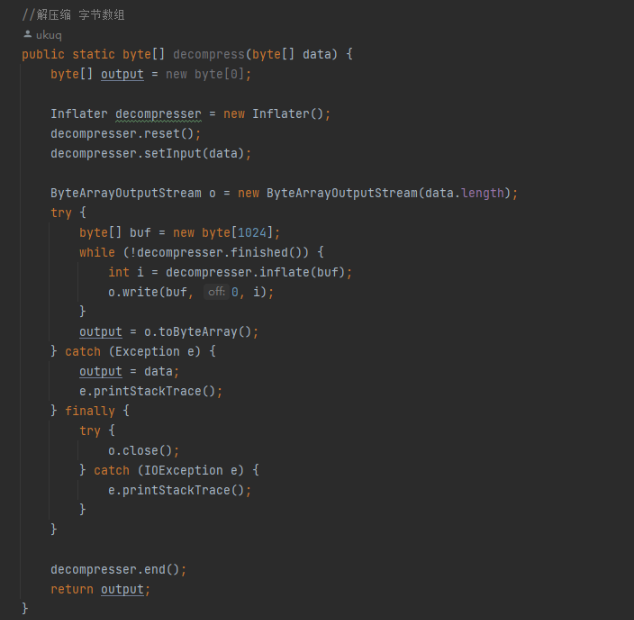 //解压缩 字节数组
ukuq
public static byte[] decompress(byte[] data) {
    byte[] output = new byte[0];

    Inflater decompresser = new Inflater();
    decompresser.reset();
    decompresser.setInput(data);

    ByteArrayOutputStream o = new ByteArrayOutputStream(data.length);
    try {
        byte[] buf = new byte[1024];
        while (!decompresser.finished()) {
            int i = decompresser.inflate(buf);
            o.write(buf, off: 0, i);
        }
        output = o.toByteArray();
    } catch (Exception e) {
        output = data;
        e.printStackTrace();
    } finally {
        try {
            o.close();
        } catch (IOException e) {
            e.printStackTrace();
        }
    }

    decompresser.end();
    return output;
}